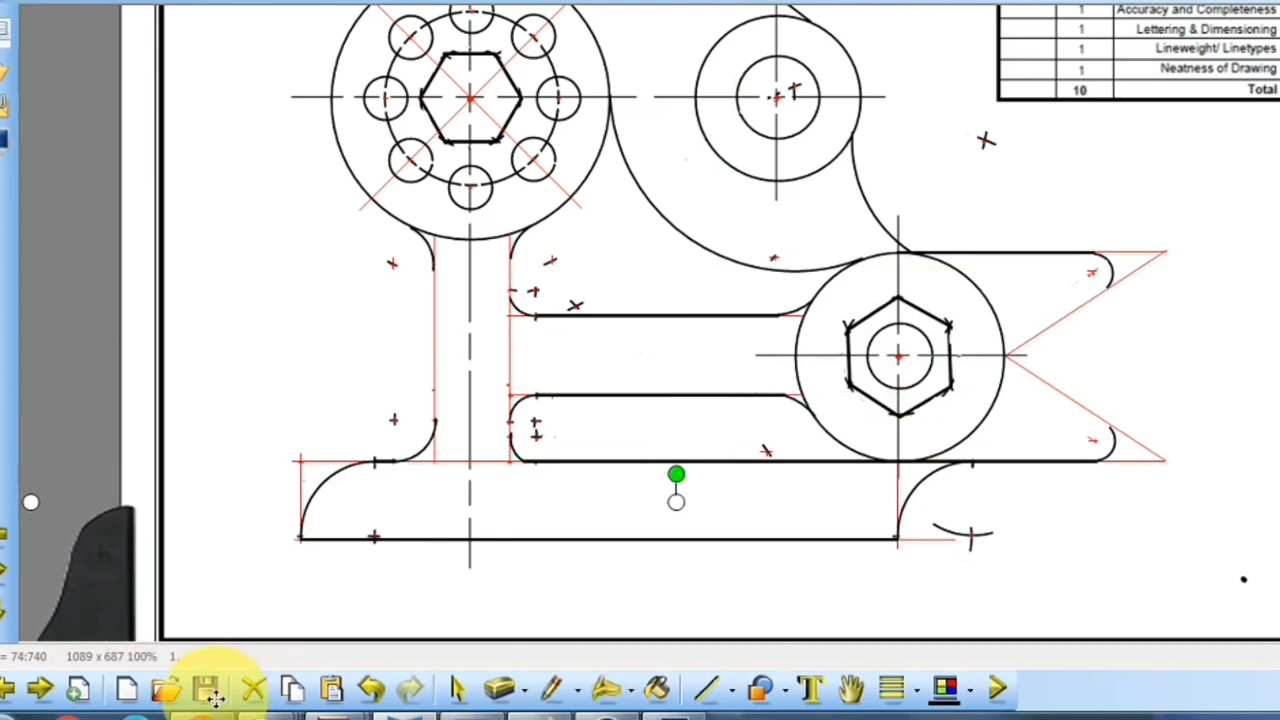 1 Accuracy and Completeness
1 Lettering & Dimensioning
1 Lineweight/ Linetypes
1 Neatness of Drawing
10 Total
= 74:740 1089 x 687 100% 1.
T